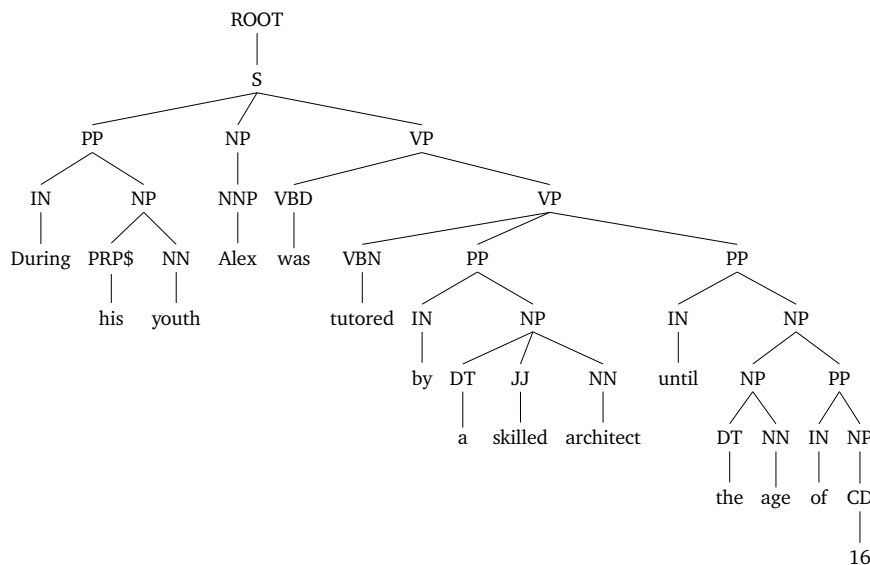 ROOT
S
PP NP VP
IN NP NNP VBD VP
During PRP$ NN Alex was VBN PP PP
his youth tutored IN NP IN NP
by DT JJ NN until NP PP
a skilled architect DT NN IN NP
the age of CD
16